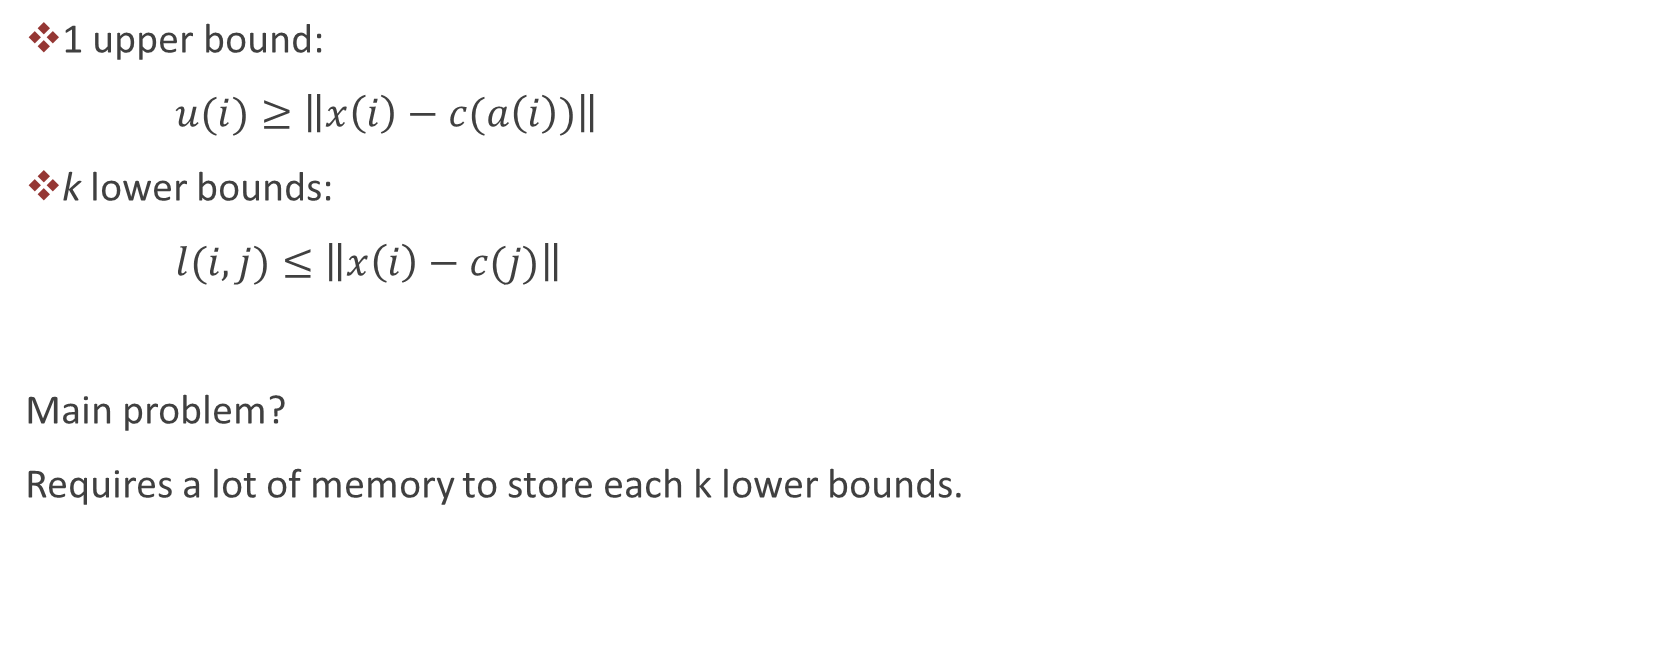 ❖1 upper bound:
u(i) ≥ ‖x(i) − c(a(i))‖
❖k lower bounds:
l(i,j) ≤ ‖x(i) − c(j)‖
Main problem?
Requires a lot of memory to store each k lower bounds.